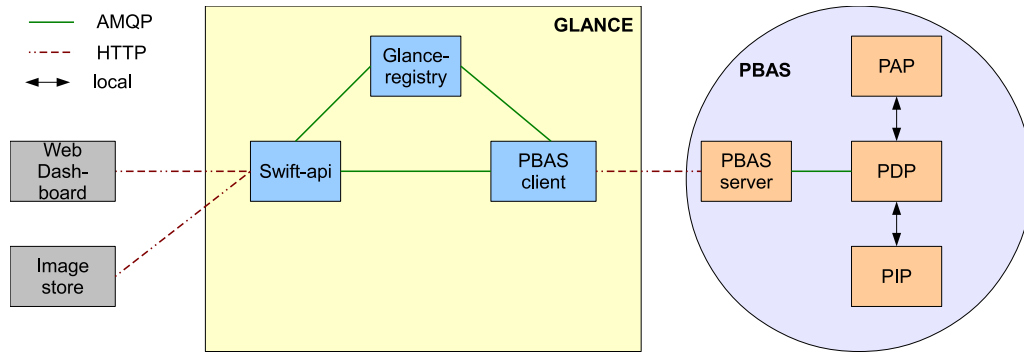 AMQP
HTTP
local
GLANCE
Glance-
registry
Swift-api
PBAS
client
Web
Dash-
board
Image
store
PBAS
PAP
PBAS
server
PDP
PIP